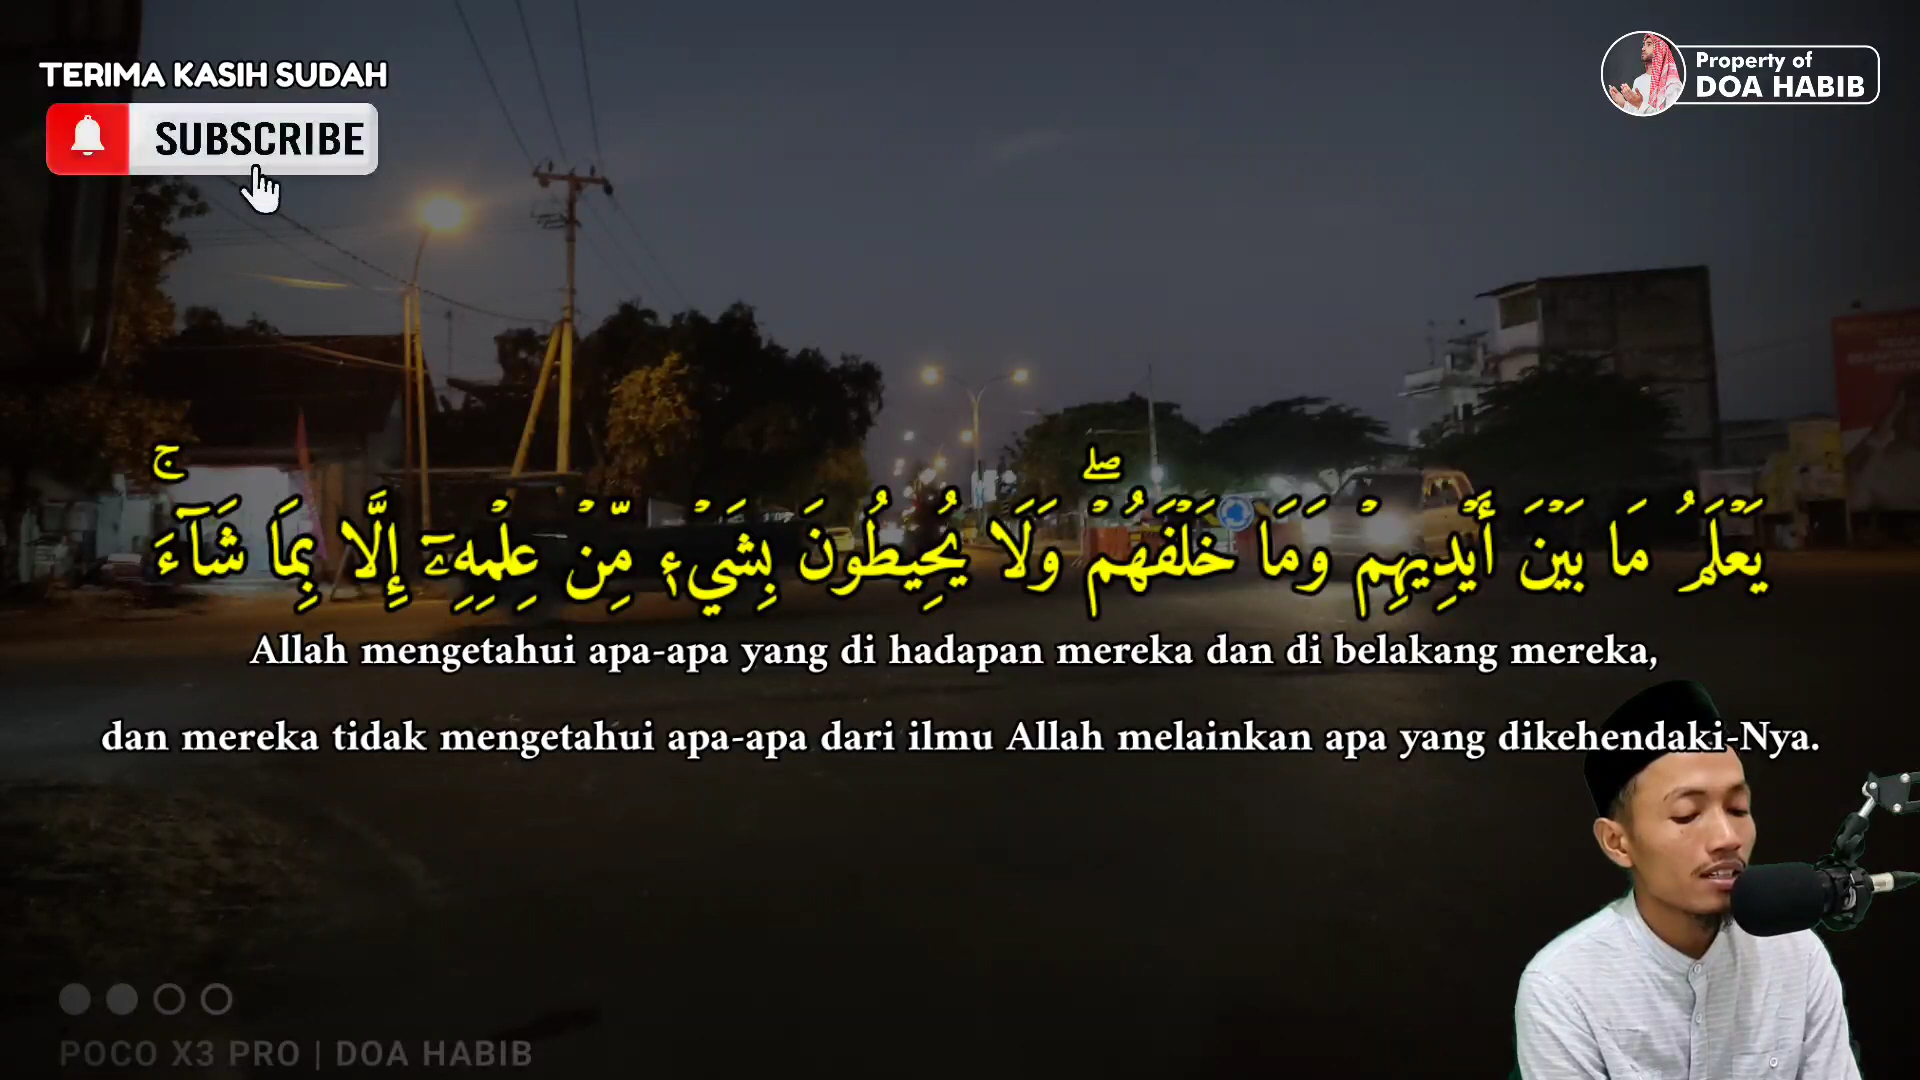 TERIMA KASIH SUDAH
SUBSCRIBE
Property of
DOA HABIB
يَعْلَمُ مَا بَيْنَ أَيْدِيهِمْ وَمَا خَلْفَهُمْ ۖ وَلَا يُحِيطُونَ بِشَيْءٍ مِّنْ عِلْمِهِۦٓ إِلَّا بِمَا شَآءَ ۚ
Allah mengetahui apa-apa yang di hadapan mereka dan di belakang mereka,
dan mereka tidak mengetahui apa-apa dari ilmu Allah melainkan apa yang dikehendaki-Nya.
POCO X3 PRO | DOA HABIB